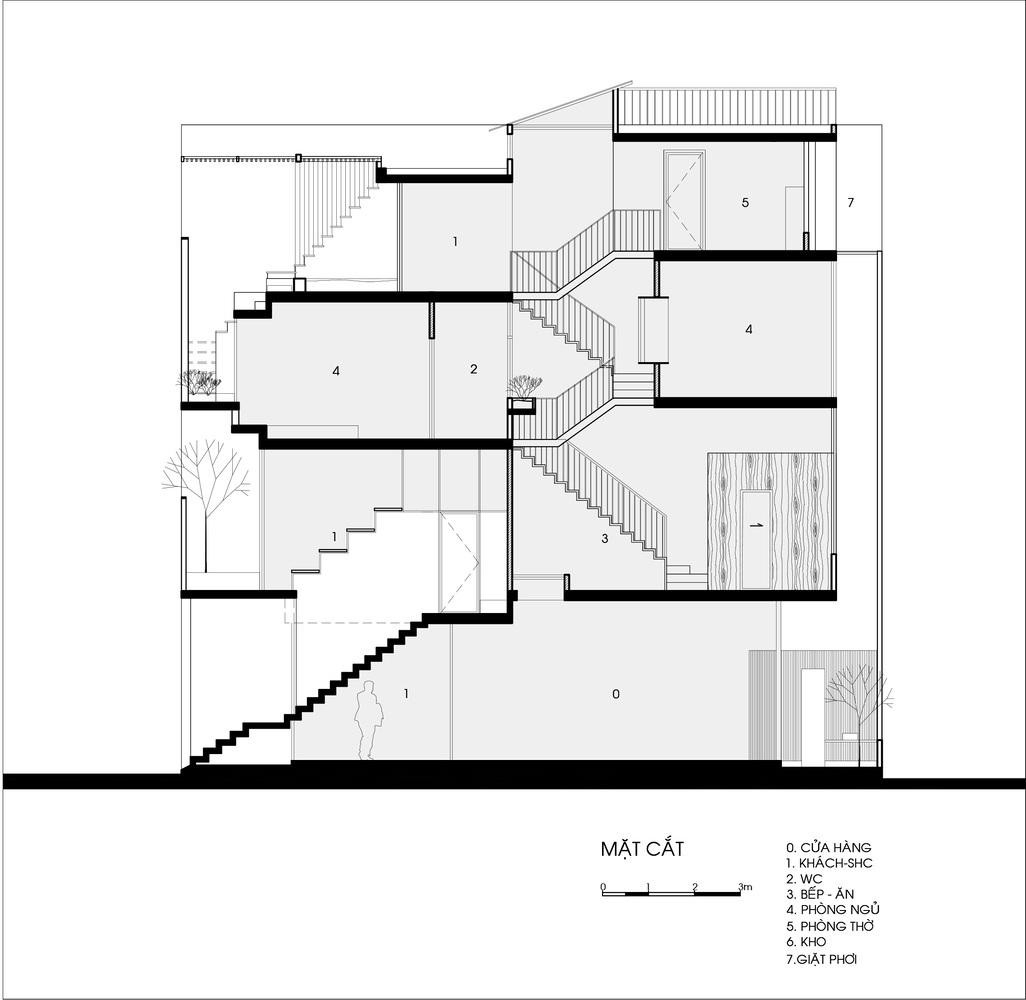 5
7
1
4
4
2
1
3
1
1
0
MẶT CẮT
0 1 2 3m
0. CỬA HÀNG
1. KHÁCH-SHC
2. WC
3. BẾP - ĂN
4. PHÒNG NGỦ
5. PHÒNG THỜ
6. KHO
7.GIẶT PHƠI